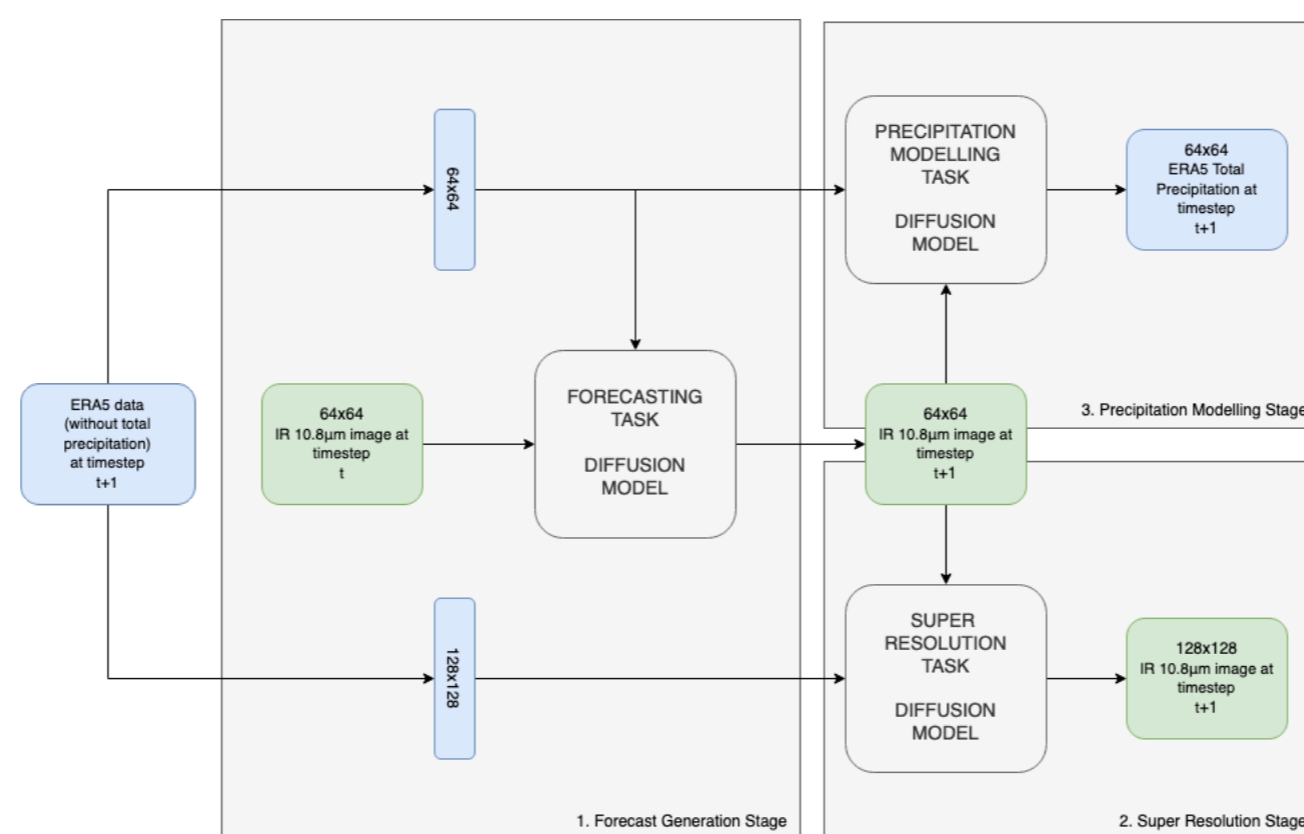 ERA5 data
(without total
precipitation)
at timestep
t+1
64x64
64x64
IR 10.8µm image at
timestep
t
FORECASTING
TASK
DIFFUSION
MODEL
128x128
1. Forecast Generation Stage
PRECIPITATION
MODELLING
TASK
DIFFUSION
MODEL
64x64
ERA5 Total
Precipitation at
timestep
t+1
3. Precipitation Modelling Stage
64x64
IR 10.8µm image at
timestep
t+1
SUPER
RESOLUTION
TASK
DIFFUSION
MODEL
128x128
IR 10.8µm image at
timestep
t+1
2. Super Resolution Stage